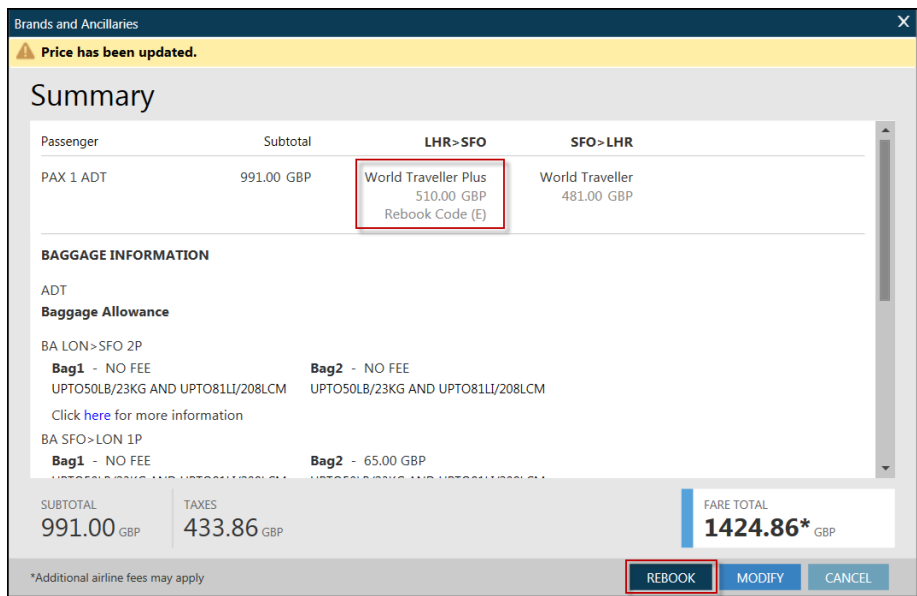 Brands and Ancillaries X
Price has been updated.
Summary
Passenger Subtotal LHR>SFO SFO>LHR
PAX 1 ADT 991.00 GBP World Traveller Plus World Traveller
510.00 GBP 481.00 GBP
Rebook Code (E)
BAGGAGE INFORMATION
ADT
Baggage Allowance
BA LON>SFO 2P
Bag1 - NO FEE Bag2 - NO FEE
UPTO50LB/23KG AND UPTO81LI/208LCM UPTO50LB/23KG AND UPTO81LI/208LCM
Click here for more information
BA SFO>LON 1P
Bag1 - NO FEE Bag2 - 65.00 GBP
SUBTOTAL TAXES FARE TOTAL
991.00 GBP 433.86 GBP 1424.86* GBP
*Additional airline fees may apply REBOOK MODIFY CANCEL